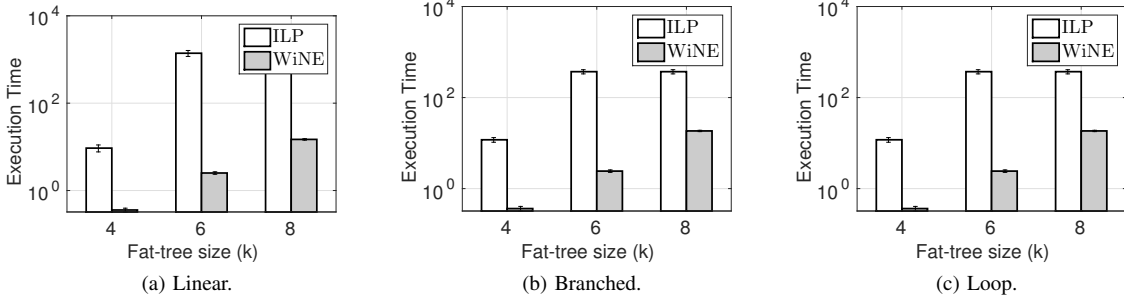 10^4
10^2
10^0
Execution Time
ILP
WiNE
4 6 8
Fat-tree size (k)
(a) Linear.
10^4
10^2
10^0
Execution Time
ILP
WiNE
4 6 8
Fat-tree size (k)
(b) Branched.
10^4
10^2
10^0
Execution Time
ILP
WiNE
4 6 8
Fat-tree size (k)
(c) Loop.